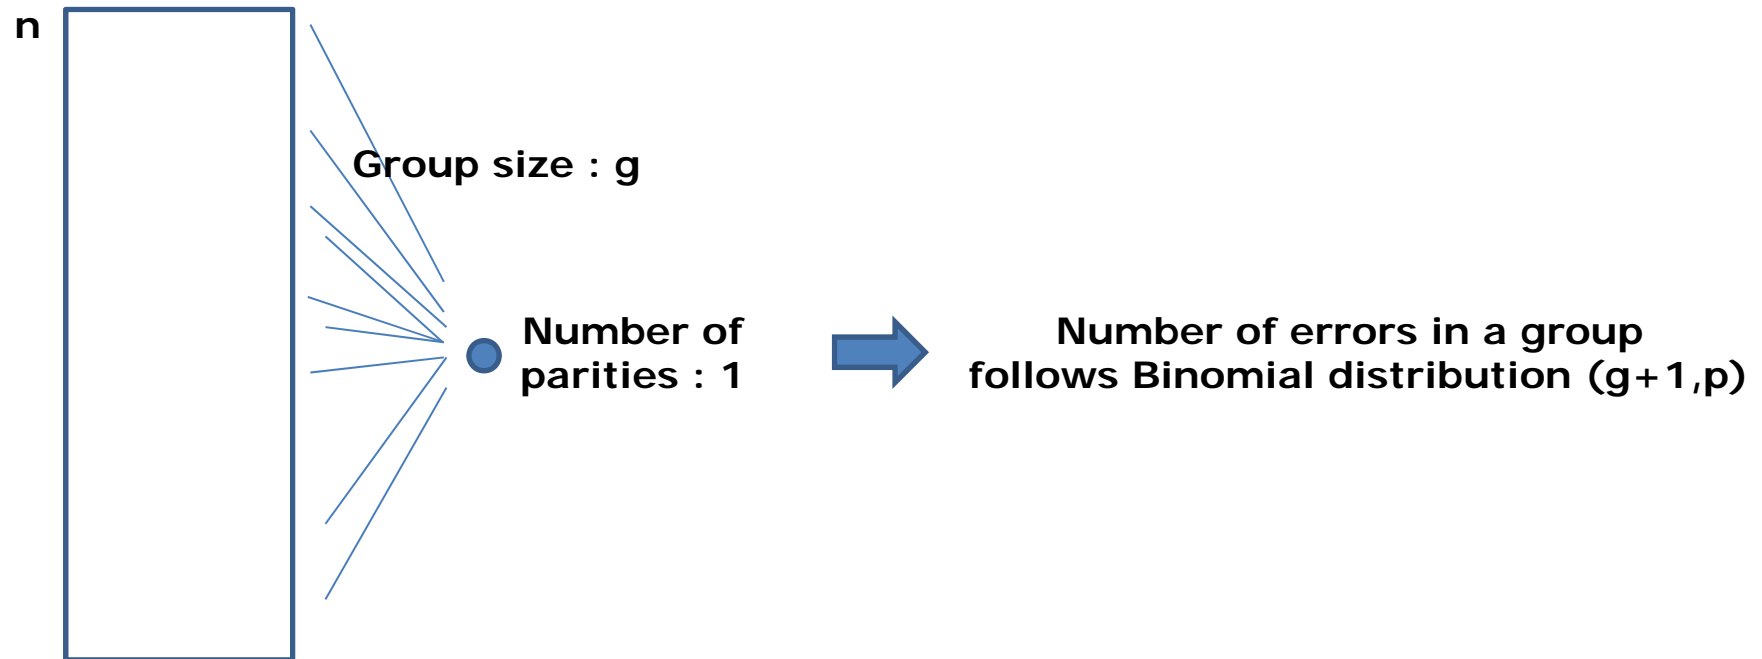 n
Group size : g
Number of
parities : 1
Number of errors in a group
follows Binomial distribution (g+1,p)